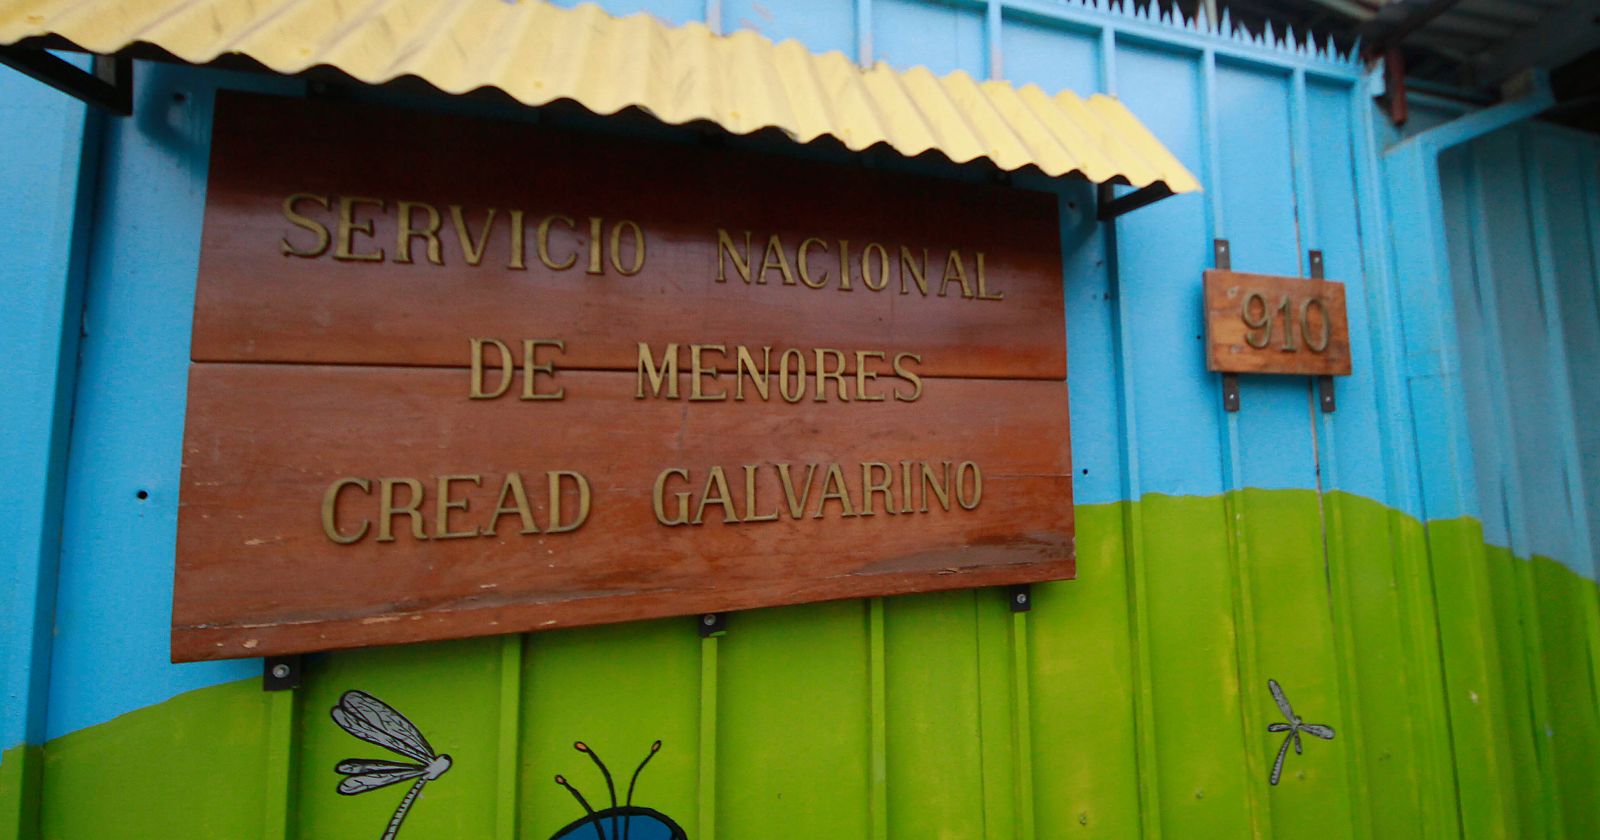 SERVICIO NACIONAL
DE MENORES
CREAD GALVARINO
910